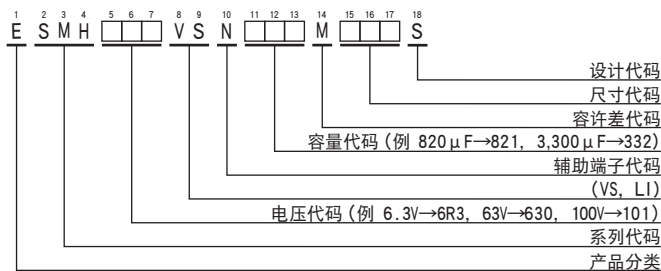 1 2 3 4 5 6 7 8 9 10 11 12 13 14 15 16 17 18
E SMH □□□ VS N □□□ M □□□ S
设计代码
尺寸代码
容许差代码
容量代码(例 820μF→821, 3,300μF→332)
辅助端子代码
(VS, LI)
电压代码(例 6.3V→6R3, 63V→630, 100V→101)
系列代码
产品分类